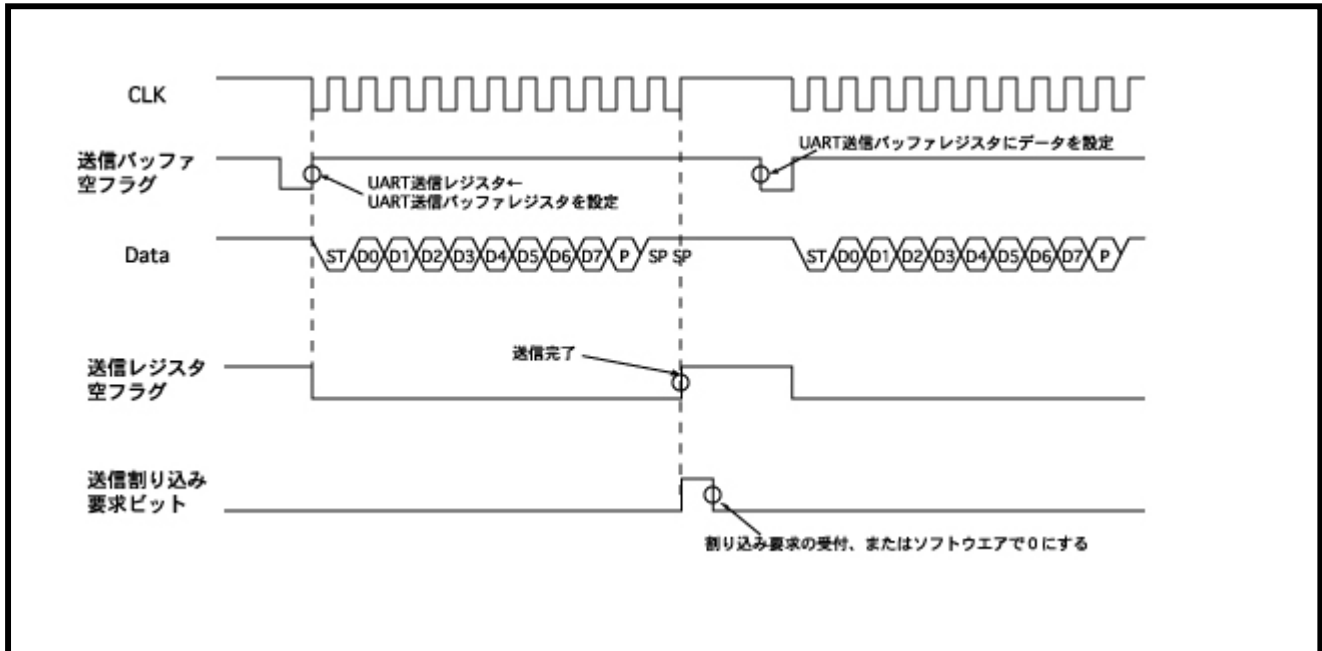 CLK
UART送信バッファレジスタにデータを設定
送信バッファ
空フラグ
UART送信レジスタ←
UART送信バッファレジスタを設定
Data
ST D0 D1 D2 D3 D4 D5 D6 D7 P SP SP
ST D0 D1 D2 D3 D4 D5 D6 D7 P
送信完了
送信レジスタ
空フラグ
送信割り込み
要求ビット
割り込み要求の受付、またはソフトウエアで0にする